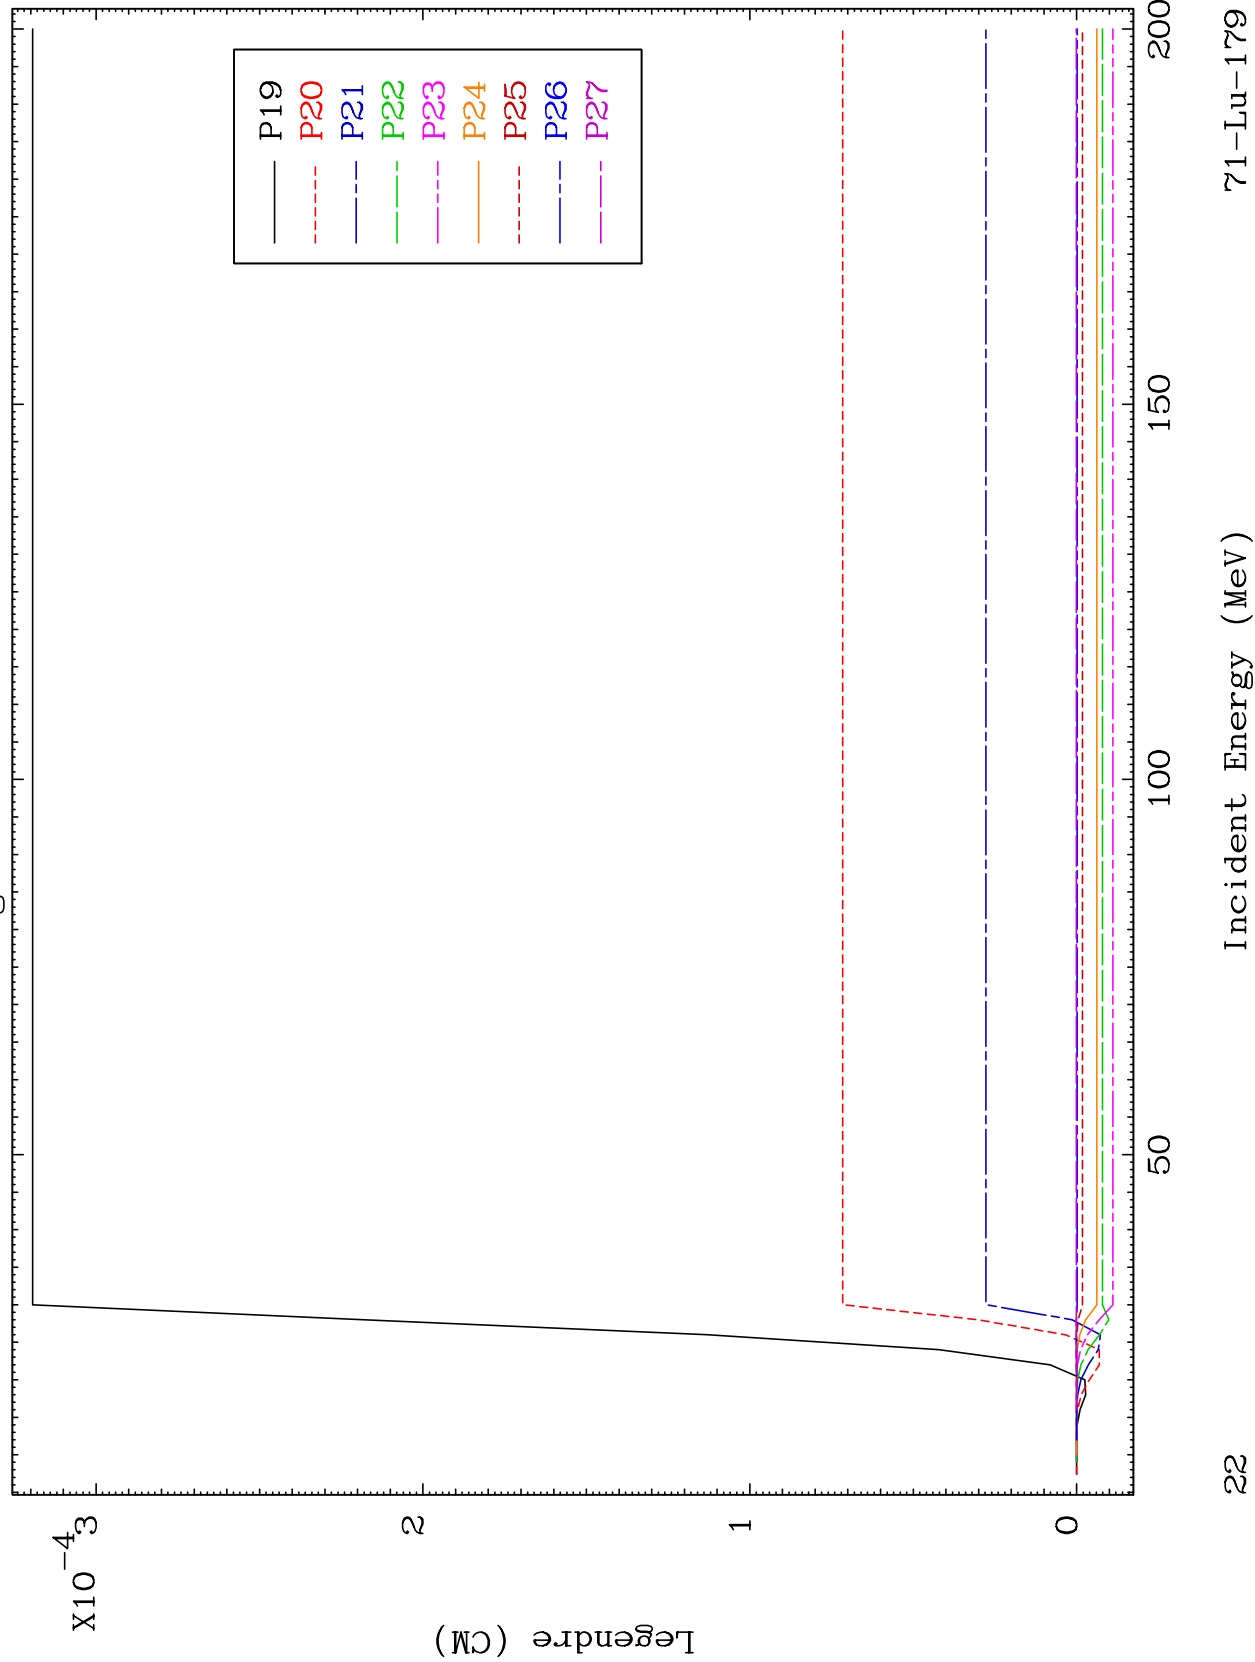 X10-4
3
2
1
0
Legendre (CM)
P19
P20
P21
P22
P23
P24
P25
P26
P27
50
100
150
200
Incident Energy (MeV)
22
71-Lu-179